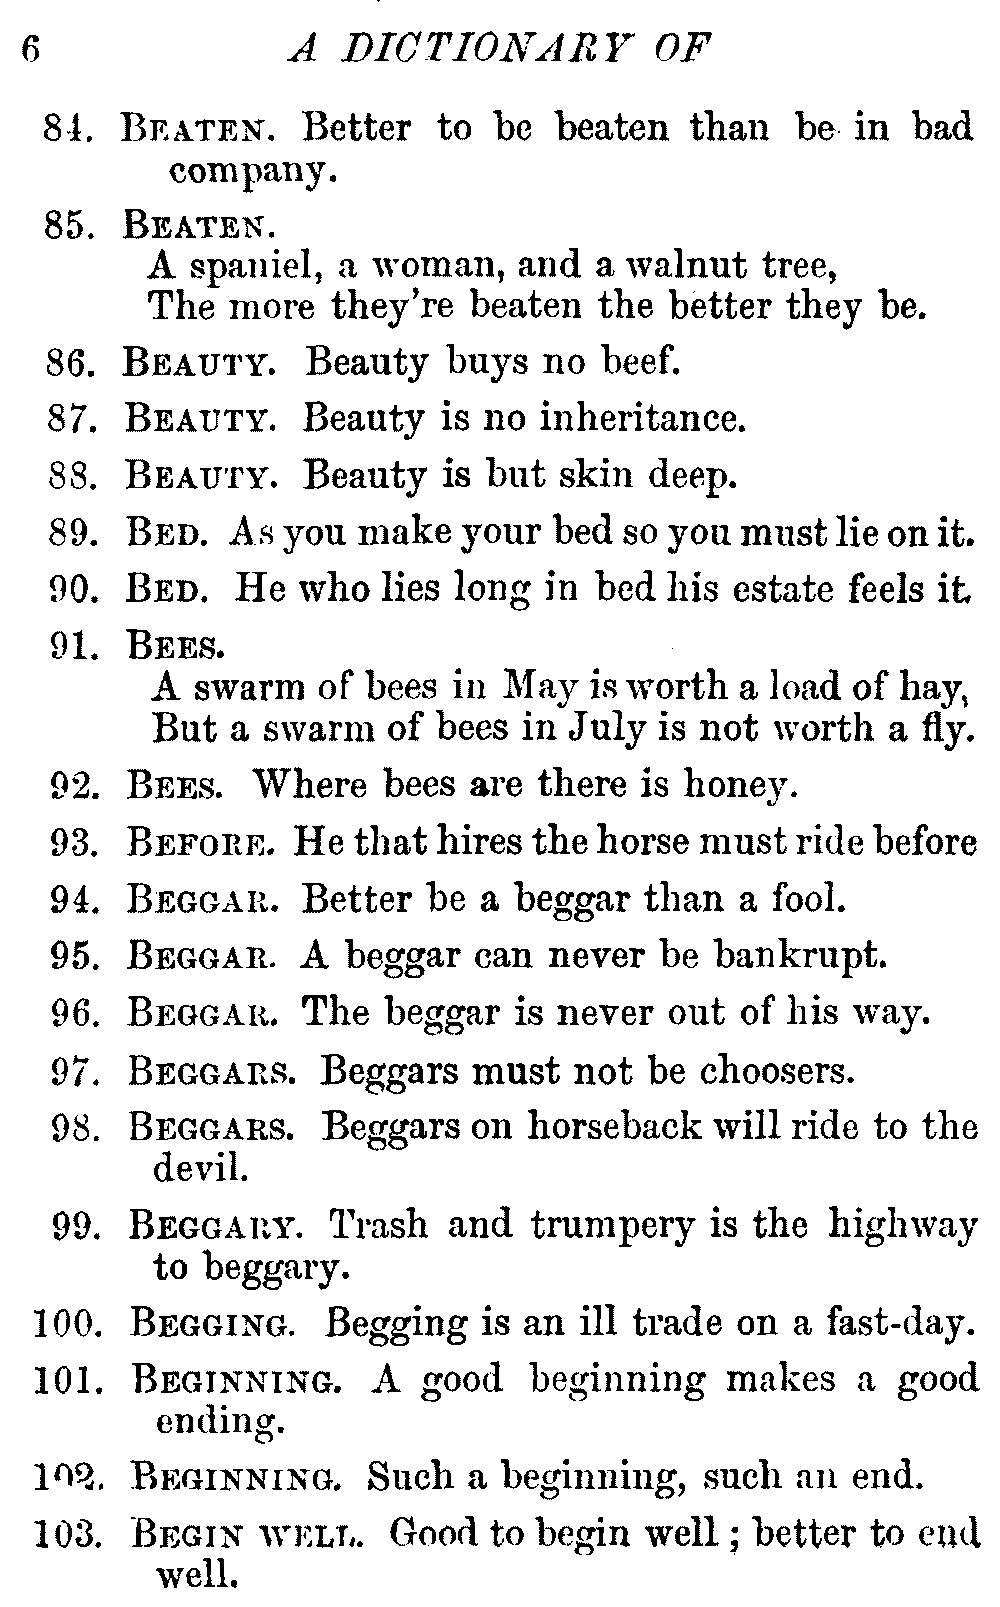 6 A DICTIONARY OF
84. BEATEN. Better to be beaten than be in bad
company.
85. BEATEN.
A spaniel, a woman, and a walnut tree,
The more they're beaten the better they be.
86. BEAUTY. Beauty buys no beef.
87. BEAUTY. Beauty is no inheritance.
88. BEAUTY. Beauty is but skin deep.
89. BED. As you make your bed so you must lie on it.
90. BED. He who lies long in bed his estate feels it.
91. BEES.
A swarm of bees in May is worth a load of hay,
But a swarm of bees in July is not worth a fly.
92. BEES. Where bees are there is honey.
93. BEFORE. He that hires the horse must ride before
94. BEGGAR. Better be a beggar than a fool.
95. BEGGAR. A beggar can never be bankrupt.
96. BEGGAR. The beggar is never out of his way.
97. BEGGARS. Beggars must not be choosers.
98. BEGGARS. Beggars on horseback will ride to the
devil.
99. BEGGARY. Trash and trumpery is the highway
to beggary.
100. BEGGING. Begging is an ill trade on a fast-day.
101. BEGINNING. A good beginning makes a good
ending.
102. BEGINNING. Such a beginning, such an end.
103. BEGIN WELL. Good to begin well; better to end
well.